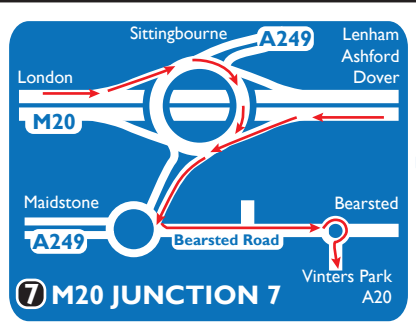 Sittingbourne
A249
Lenham
Ashford
Dover
London
M20
Maidstone
A249
Bearsted Road
Bearsted
Vinters Park
A20
7 M20 JUNCTION 7